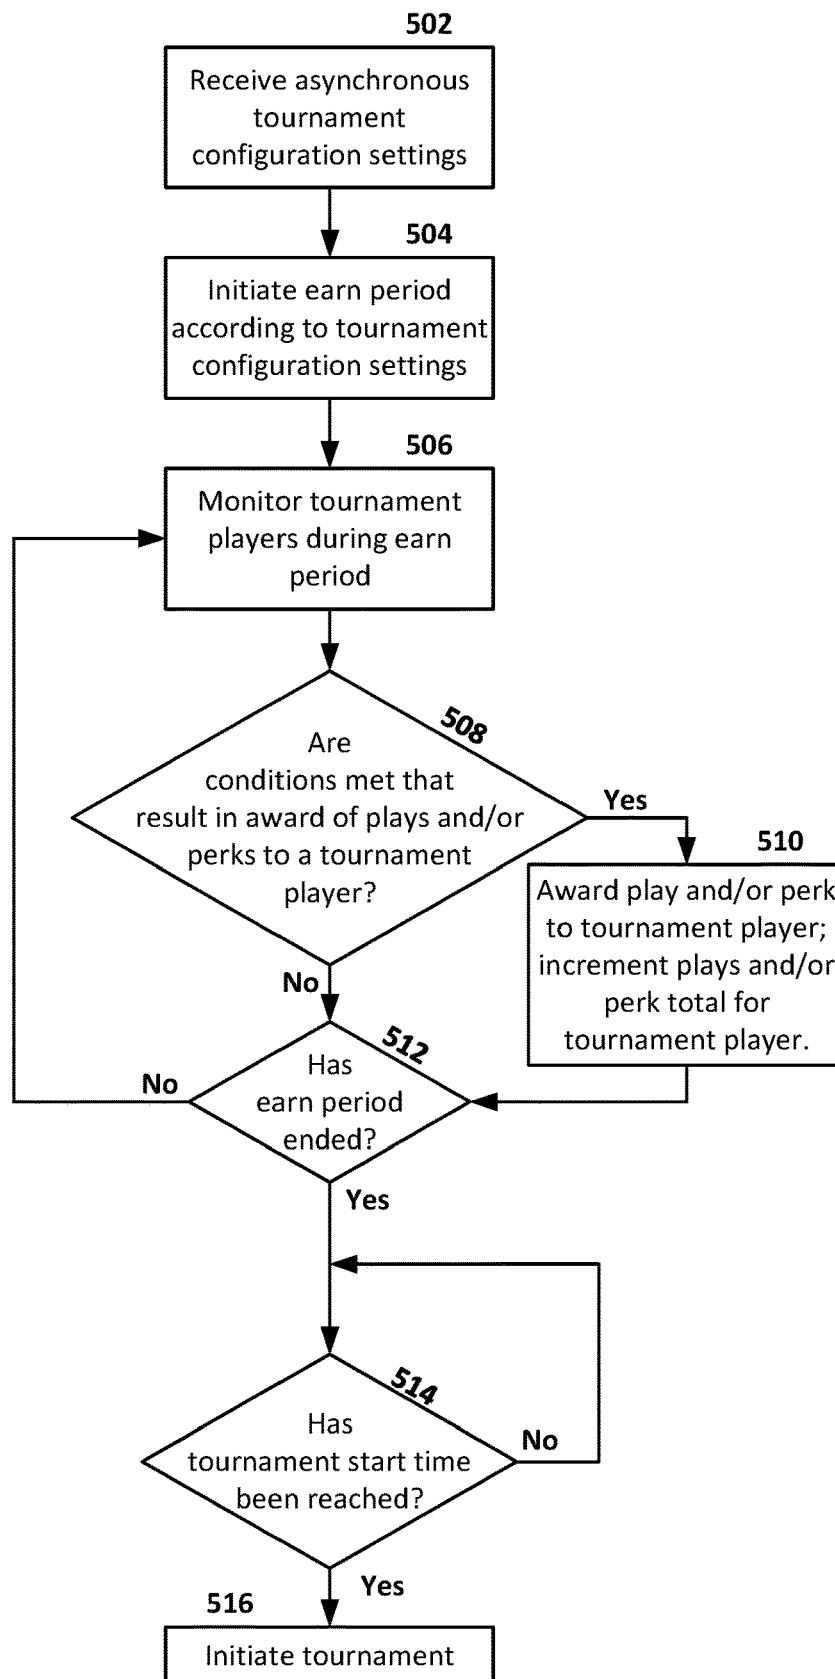 502
Receive asynchronous
tournament
configuration settings
504
Initiate earn period
according to tournament
configuration settings
506
Monitor tournament
players during earn
period
508
Are
conditions met that
result in award of plays and/or
perks to a tournament
player?
Yes
510
Award play and/or perk
to tournament player;
increment plays and/or
perk total for
tournament player.
No
512
Has
earn period
ended?
No
Yes
514
Has
tournament start time
been reached?
No
Yes
516
Initiate tournament